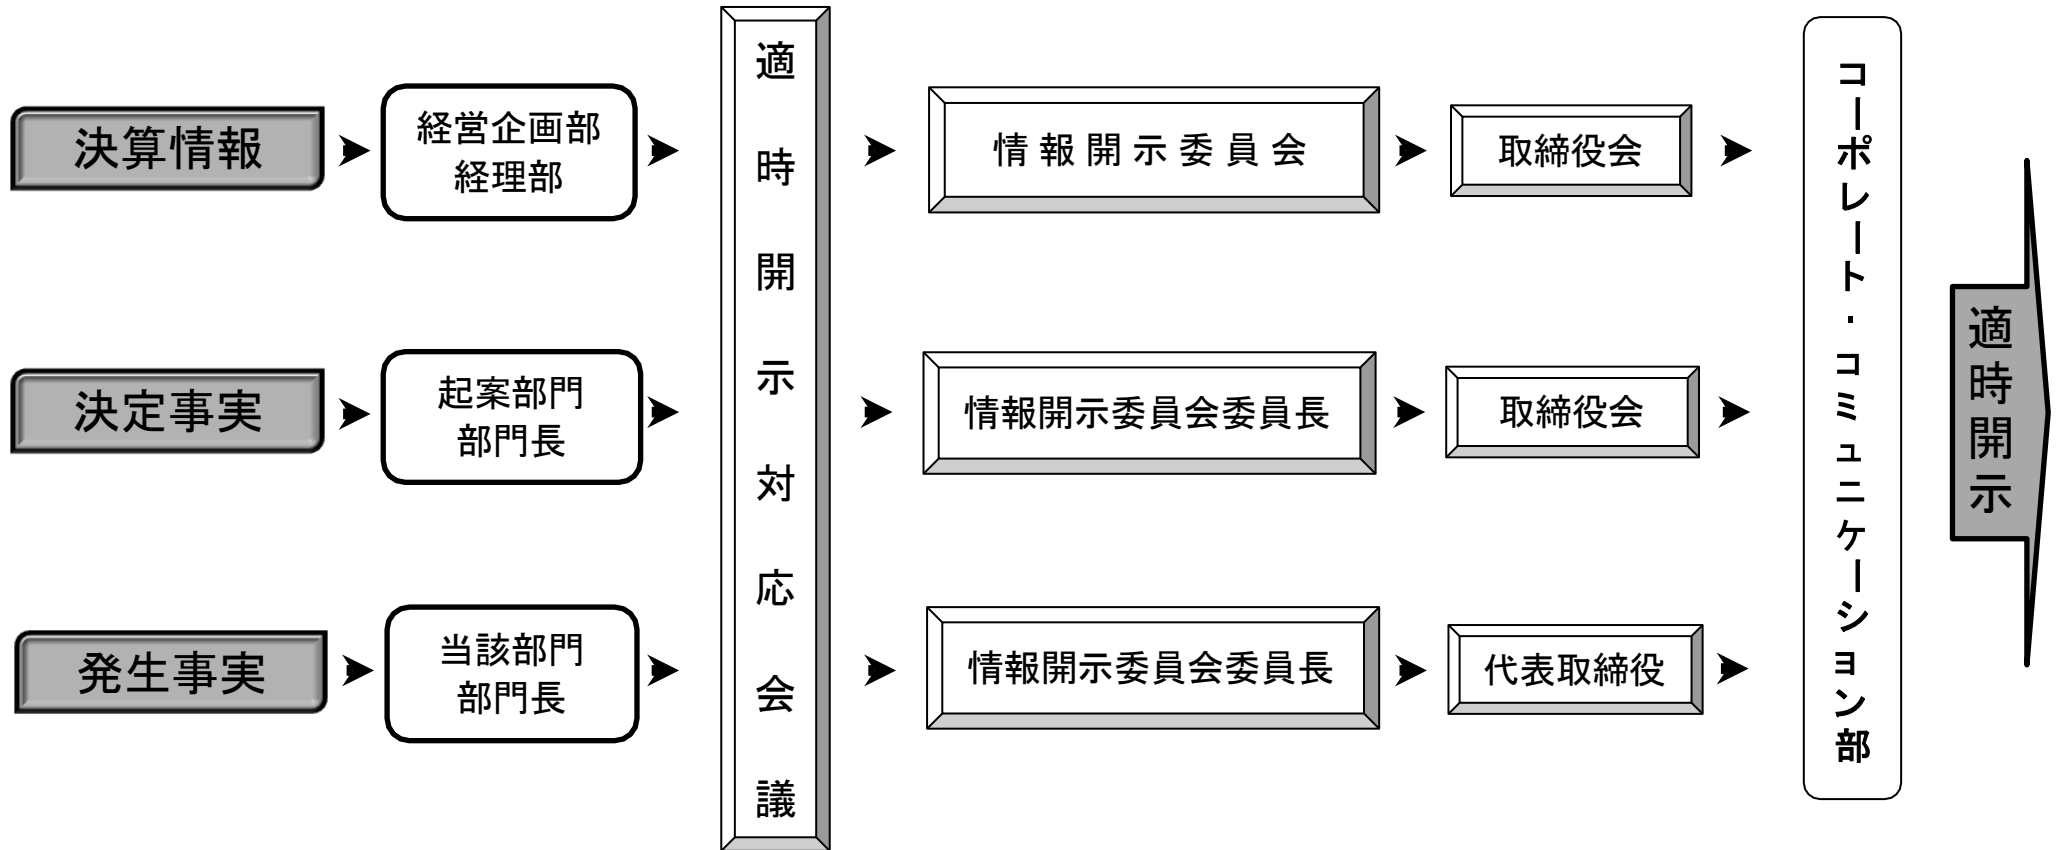 決算情報
経営企画部
経理部
適時開示対応会議
情報開示委員会
取締役会
コーポレート・コミュニケーション部
適時開示
決定事実
起案部門
部門長
情報開示委員会委員長
取締役会
発生事実
当該部門
部門長
情報開示委員会委員長
代表取締役